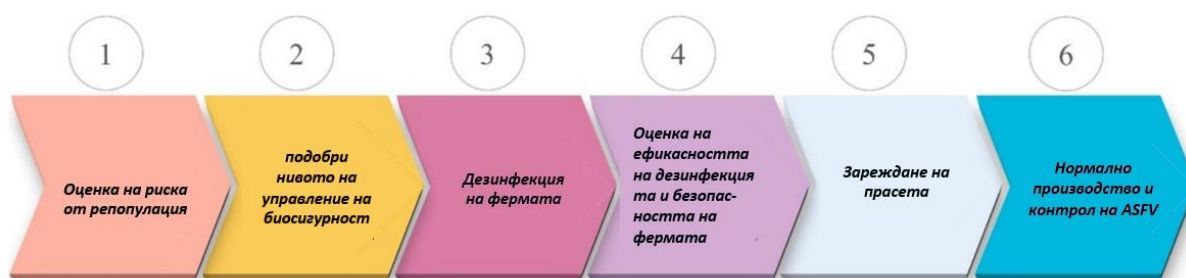 1
2
3
4
5
6
Оценка на риска
от репопулация
подобри
нивото на
управление на
биосигурност
Дезинфекция
на фермата
Оценка на
ефикасността
на дезинфекция
та и безопас-
ността на
фермата
Зареждане на
прасета
Нормално
производство и
контрол на ASFV